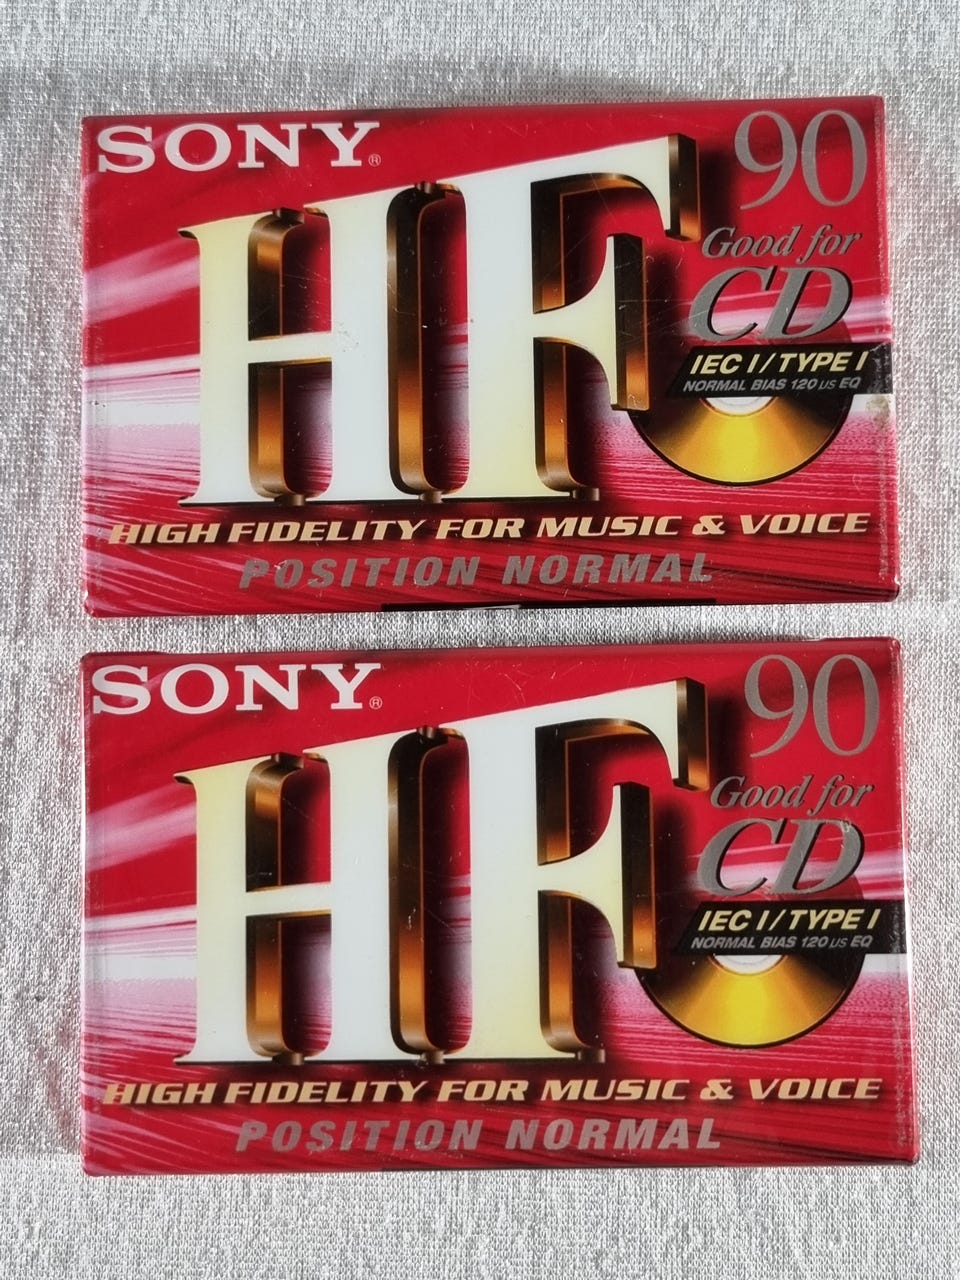 SONY®
90
HF
Good for
CD
IEC I / TYPE I
NORMAL BIAS 120 µs EQ
HIGH FIDELITY FOR MUSIC & VOICE
POSITION NORMAL
SONY®
90
HF
Good for
CD
IEC I / TYPE I
NORMAL BIAS 120 µs EQ
HIGH FIDELITY FOR MUSIC & VOICE
POSITION NORMAL